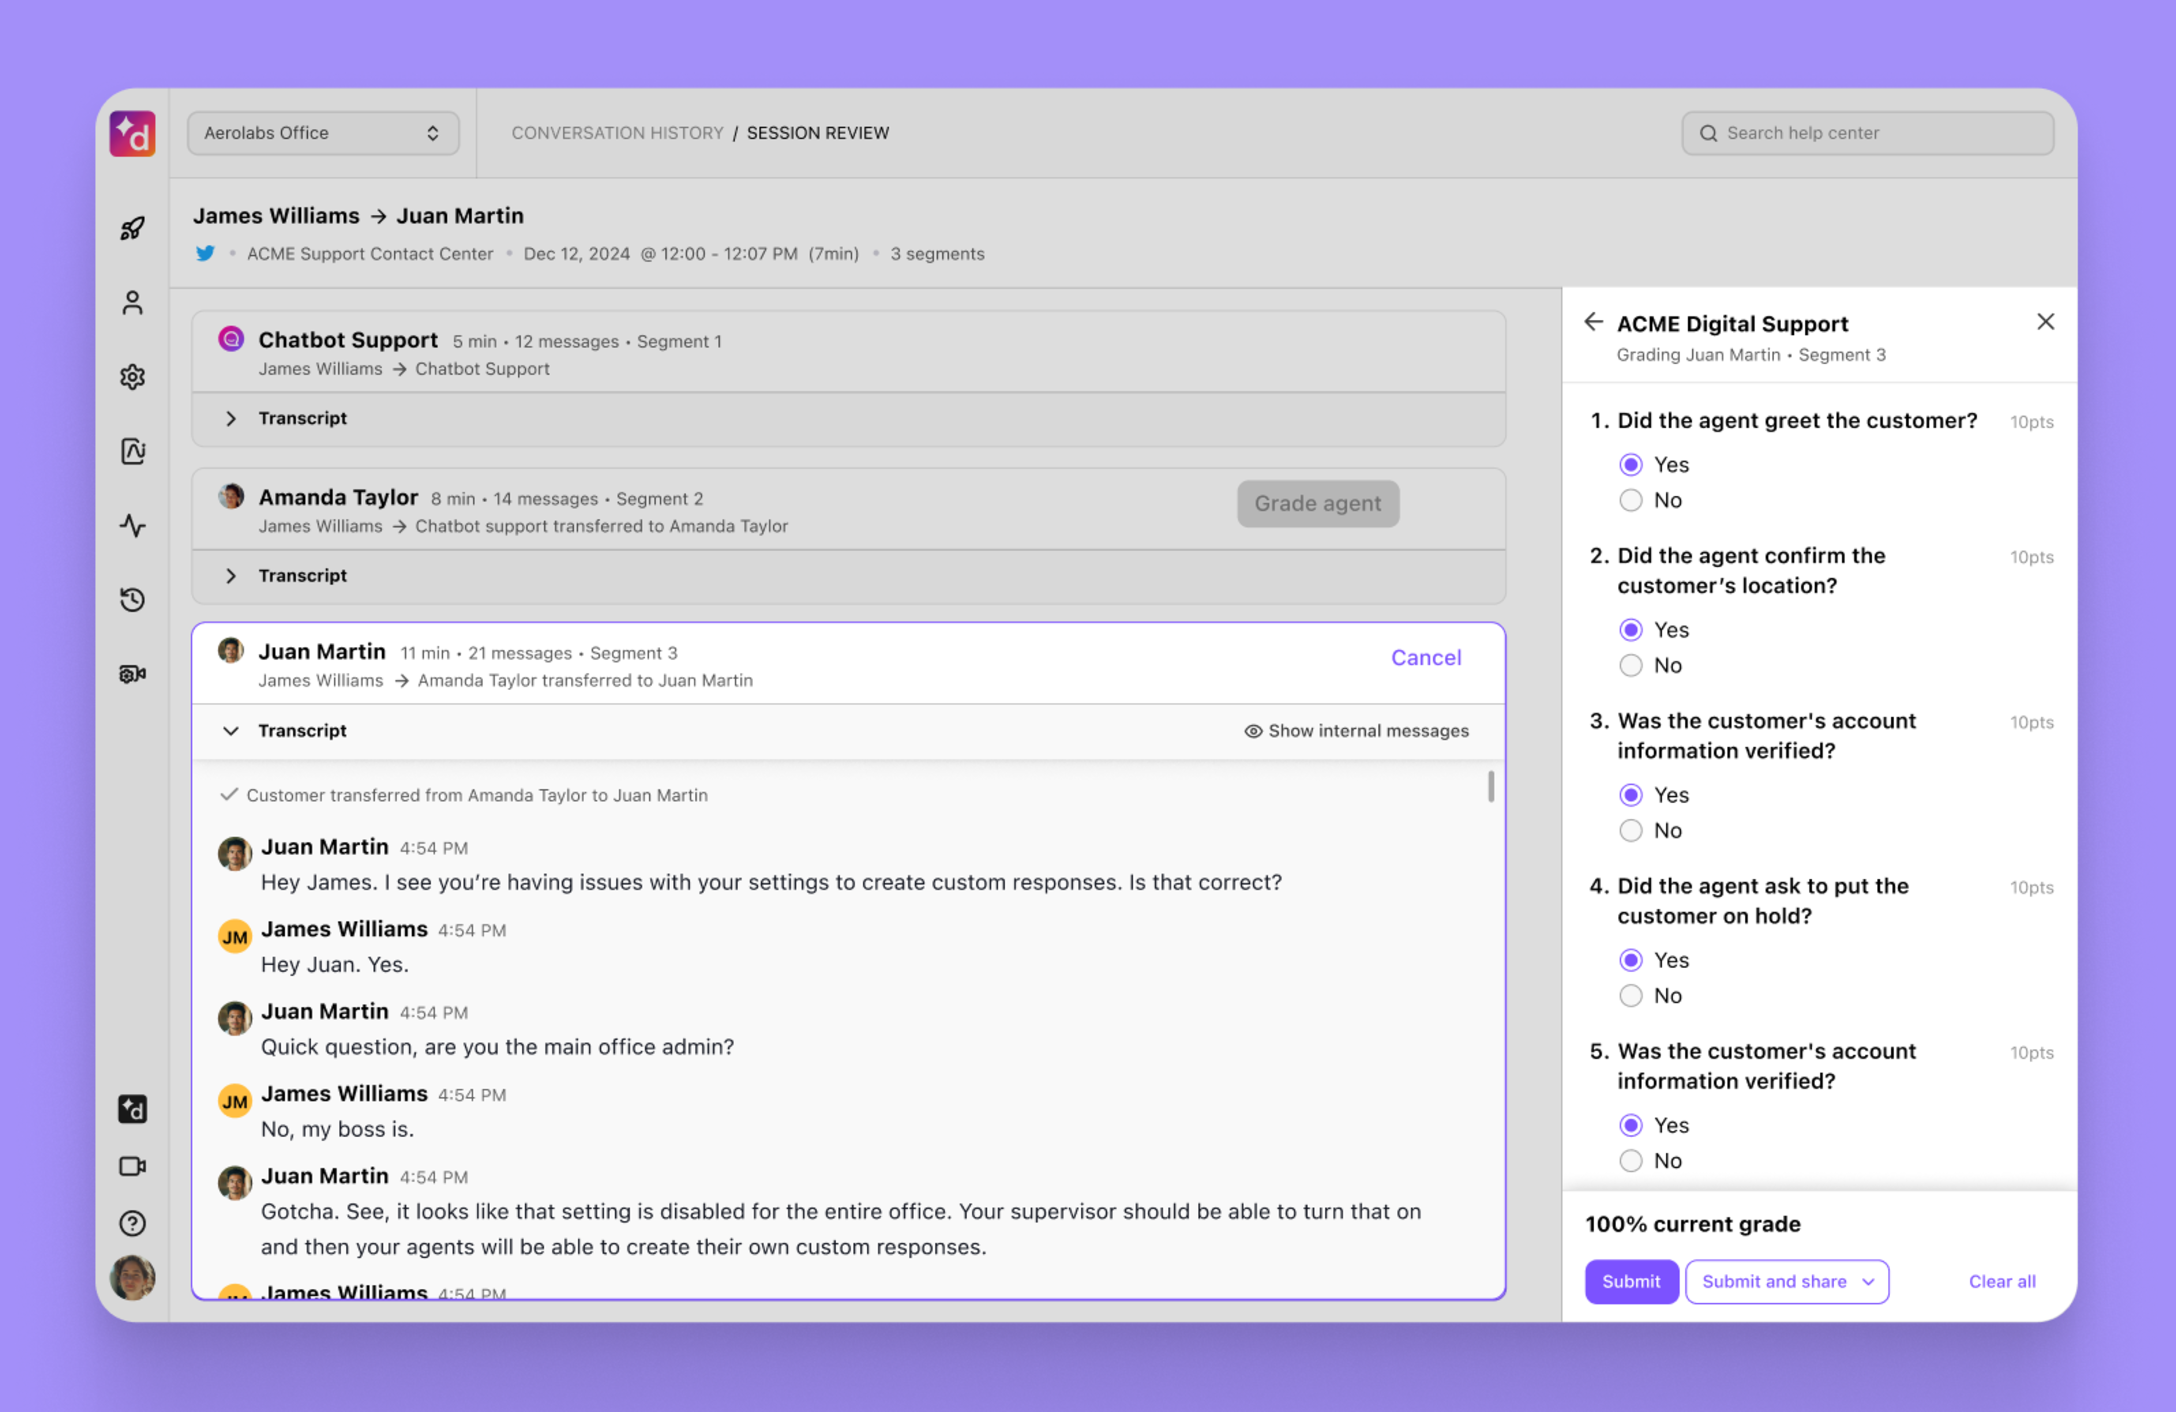 d
Aerolabs Office
CONVERSATION HISTORY / SESSION REVIEW
Search help center
James Williams → Juan Martin
• ACME Support Contact Center • Dec 12, 2024 @ 12:00 - 12:07 PM (7min) • 3 segments
Chatbot Support 5 min • 12 messages • Segment 1
James Williams → Chatbot Support
Transcript
Amanda Taylor 8 min • 14 messages • Segment 2
James Williams → Chatbot support transferred to Amanda Taylor
Grade agent
Transcript
Juan Martin 11 min • 21 messages • Segment 3
James Williams → Amanda Taylor transferred to Juan Martin
Cancel
Transcript
Show internal messages
Customer transferred from Amanda Taylor to Juan Martin
Juan Martin 4:54 PM
Hey James. I see you’re having issues with your settings to create custom responses. Is that correct?
JM James Williams 4:54 PM
Hey Juan. Yes.
Juan Martin 4:54 PM
Quick question, are you the main office admin?
JM James Williams 4:54 PM
No, my boss is.
Juan Martin 4:54 PM
Gotcha. See, it looks like that setting is disabled for the entire office. Your supervisor should be able to turn that on
and then your agents will be able to create their own custom responses.
JM James Williams 4:54 PM
d
ACME Digital Support
Grading Juan Martin • Segment 3
1. Did the agent greet the customer? 10pts
Yes
No
2. Did the agent confirm the 10pts
customer’s location?
Yes
No
3. Was the customer's account 10pts
information verified?
Yes
No
4. Did the agent ask to put the 10pts
customer on hold?
Yes
No
5. Was the customer's account 10pts
information verified?
Yes
No
100% current grade
Submit
Submit and share
Clear all